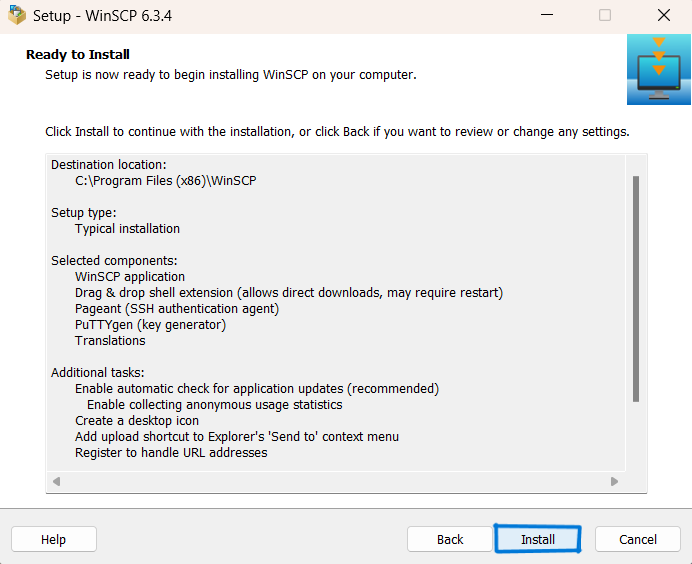 Setup - WinSCP 6.3.4
Ready to Install
Setup is now ready to begin installing WinSCP on your computer.
Click Install to continue with the installation, or click Back if you want to review or change any settings.
Destination location:
C:\Program Files (x86)\WinSCP
Setup type:
Typical installation
Selected components:
WinSCP application
Drag & drop shell extension (allows direct downloads, may require restart)
Pageant (SSH authentication agent)
PuTTYgen (key generator)
Translations
Additional tasks:
Enable automatic check for application updates (recommended)
Enable collecting anonymous usage statistics
Create a desktop icon
Add upload shortcut to Explorer's 'Send to' context menu
Register to handle URL addresses
Help Back Install Cancel